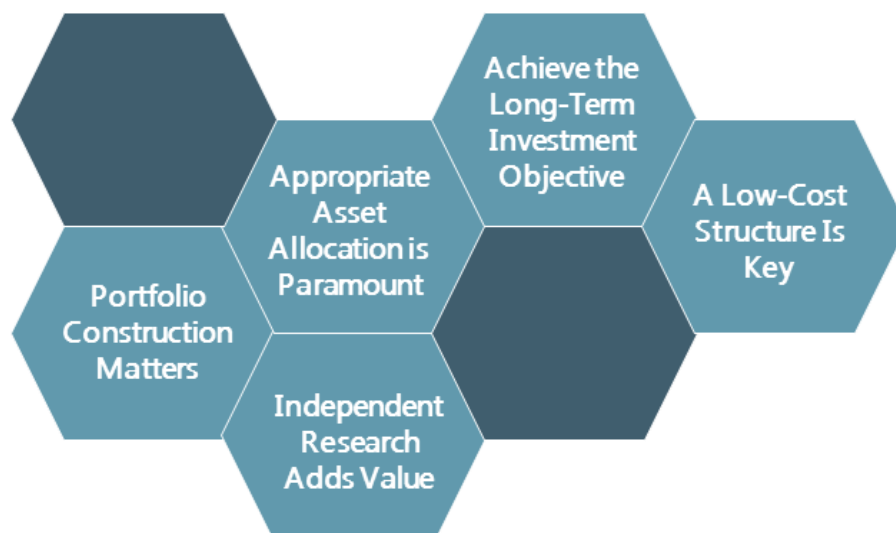 Achieve the
Long-Term
Investment
Objective
Appropriate
Asset
Allocation is
Paramount
A Low-Cost
Structure Is
Key
Portfolio
Construction
Matters
Independent
Research
Adds Value